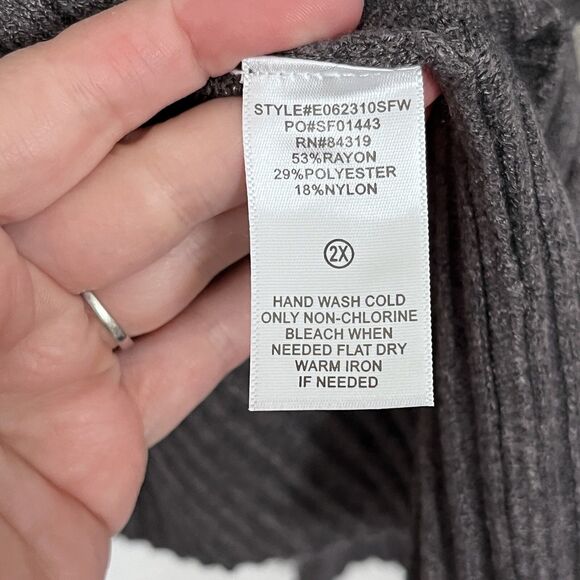 STYLE#E062310SFW
PO#SF01443
RN#84319
53%RAYON
29%POLYESTER
18%NYLON
2X
HAND WASH COLD
ONLY NON-CHLORINE
BLEACH WHEN
NEEDED FLAT DRY
WARM IRON
IF NEEDED